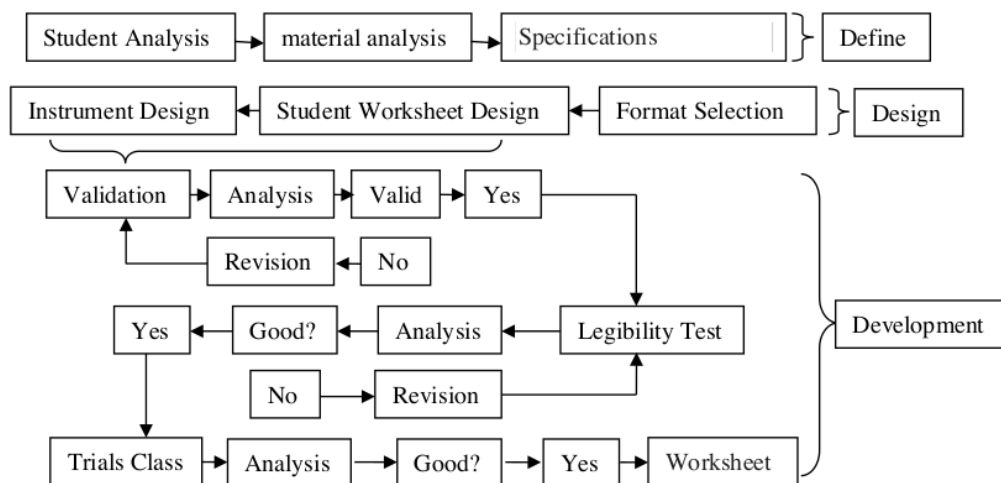 Student Analysis
material analysis
Specifications
Define
Instrument Design
Student Worksheet Design
Format Selection
Design
Validation
Analysis
Valid
Yes
Revision
No
Yes
Good?
Analysis
Legibility Test
Development
No
Revision
Trials Class
Analysis
Good?
Yes
Worksheet